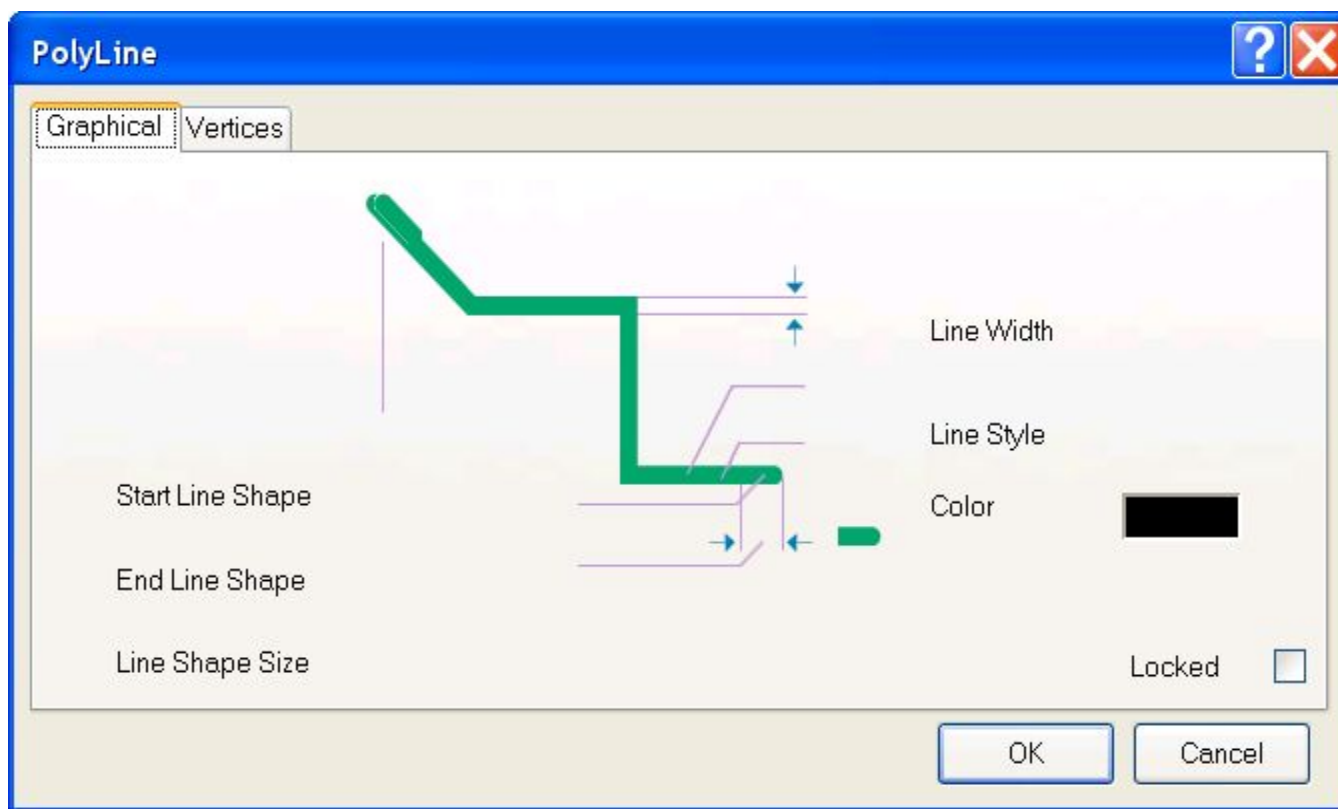 PolyLine
Graphical
Vertices
Line Width
Line Style
Start Line Shape
Color
End Line Shape
Line Shape Size
Locked
OK
Cancel